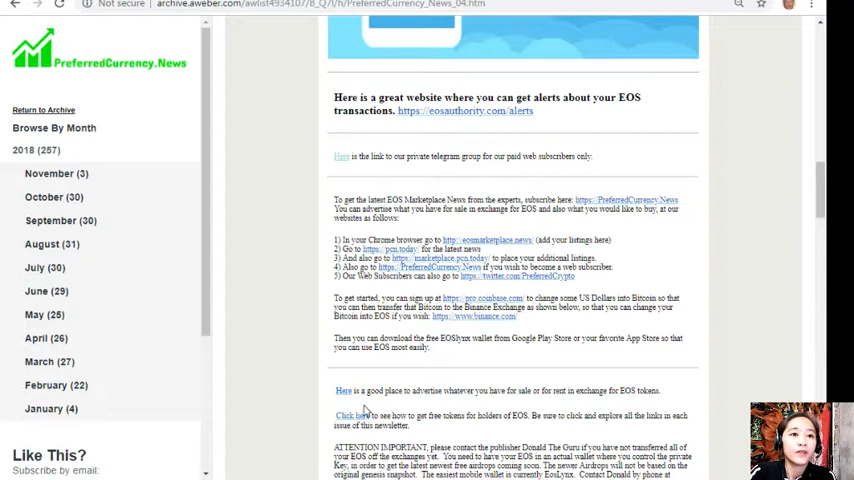 Not secure archive.aweber.com/awlist4934107/8_Q7l/h/PreferredCurrency_News_04.htm
PreferredCurrency.News
Return to Archive
Browse By Month
2018 (257)
November (3)
October (30)
September (30)
August (31)
July (30)
June (29)
May (25)
April (26)
March (27)
February (22)
January (4)
Like This?
Subscribe by email:
Here is a great website where you can get alerts about your EOS
transactions. https://eosauthority.com/alerts
Here is the link to our private telegram group for our paid web subscribers only.
To get the latest EOS Marketplace News from the experts, subscribe here: https://PreferredCurrency.News
You can advertise what you have for sale in exchange for EOS and also what you would like to buy, at our
websites as follows:
1) In your Chrome browser go to http://eosmarketplace.news/ (add your listings here)
2) Go to https://pcn.today/ for the latest news
3) And also go to https://marketplace.pcn.today/ to place your additional listings.
4) Also go to https://PreferredCurrency.News if you wish to become a web subscriber.
5) Our Web Subscribers can also go to https://twitter.com/PreferredCrypto
To get started, you can sign up at https://pro.coinbase.com/ to change some US Dollars into Bitcoin so that
you can then transfer that Bitcoin to the Binance Exchange as shown below, so that you can change your
Bitcoin into EOS if you wish: https://www.binance.com/
Then you can download the free EOSlynx wallet from Google Play Store or your favorite App Store so that
you can use EOS most easily.
Here is a good place to advertise whatever you have for sale or for rent in exchange for EOS tokens.
Click here to see how to get free tokens for holders of EOS. Be sure to click and explore all the links in each
issue of this newsletter.
ATTENTION IMPORTANT, please contact the publisher Donald The Guru if you have not transferred all of
your EOS off the exchanges yet. You need to have your EOS in an actual wallet where you control the private
Key, in order to get the latest newest free airdrops coming soon. The newer Airdrops will not be based on the
original genesis snapshot. The easiest mobile wallet is currently EosLynx. Contact Donald by phone at